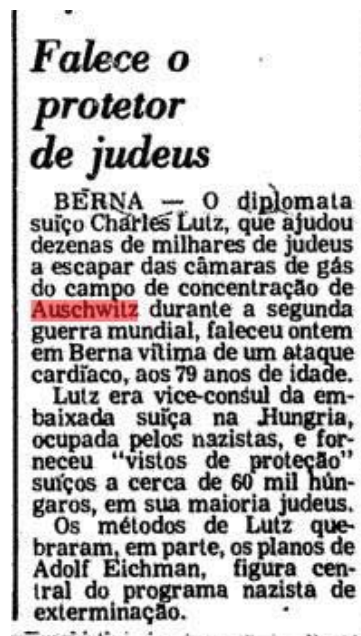 Falece o
protetor
de judeus
BERNA — O diplomata
suíço Charles Lutz, que ajudou
dezenas de milhares de judeus
a escapar das câmaras de gás
do campo de concentração de
Auschwitz durante a segunda
guerra mundial, faleceu ontem
em Berna vítima de um ataque
cardíaco, aos 79 anos de idade.
Lutz era vice-consul da em-
baixada suíça na Hungria,
ocupada pelos nazistas, e for-
neceu “vistos de proteção”
suíços a cerca de 60 mil hún-
garos, em sua maioria judeus.
Os métodos de Lutz que-
braram, em parte, os planos de
Adolf Eichman, figura cen-
tral do programa nazista de
exterminação.